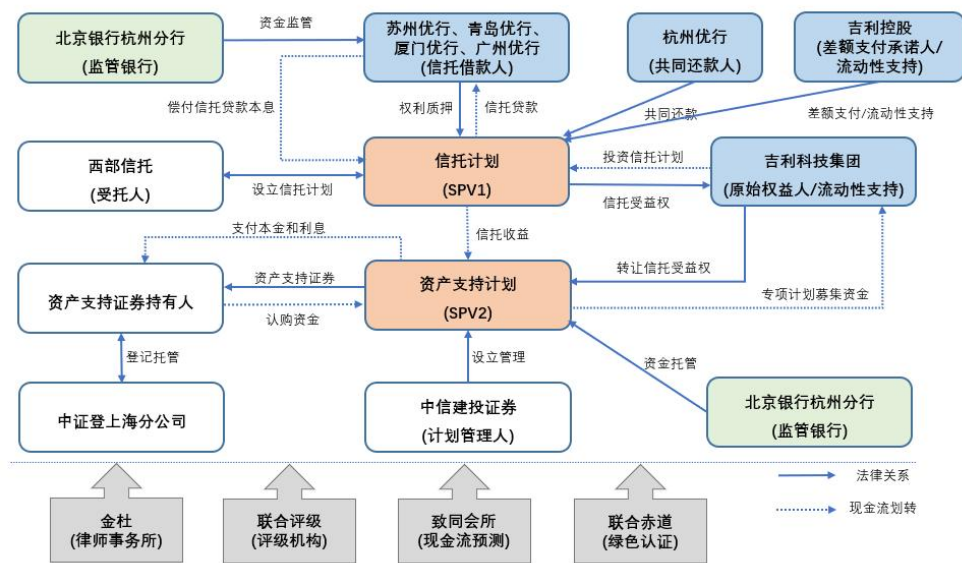 北京银行杭州分行
(监管银行)
资金监管
苏州优行、青岛优行、
厦门优行、广州优行
(信托借款人)
杭州优行
(共同还款人)
吉利控股
(差额支付承诺人/
流动性支持)
偿付信托贷款本息
权利质押
信托贷款
共同还款
差额支付/流动性支持
西部信托
(受托人)
设立信托计划
信托计划
(SPV1)
投资信托计划
信托受益权
吉利科技集团
(原始权益人/流动性支持)
支付本金和利息
信托收益
转让信托受益权
资产支持证券持有人
资产支持证券
认购资金
资产支持计划
(SPV2)
专项计划募集资金
登记托管
设立管理
资金托管
中证登上海分公司
中信建投证券
(计划管理人)
北京银行杭州分行
(监管银行)
法律关系
现金流划转
金杜
(律师事务所)
联合评级
(评级机构)
致同会所
(现金流预测)
联合赤道
(绿色认证)